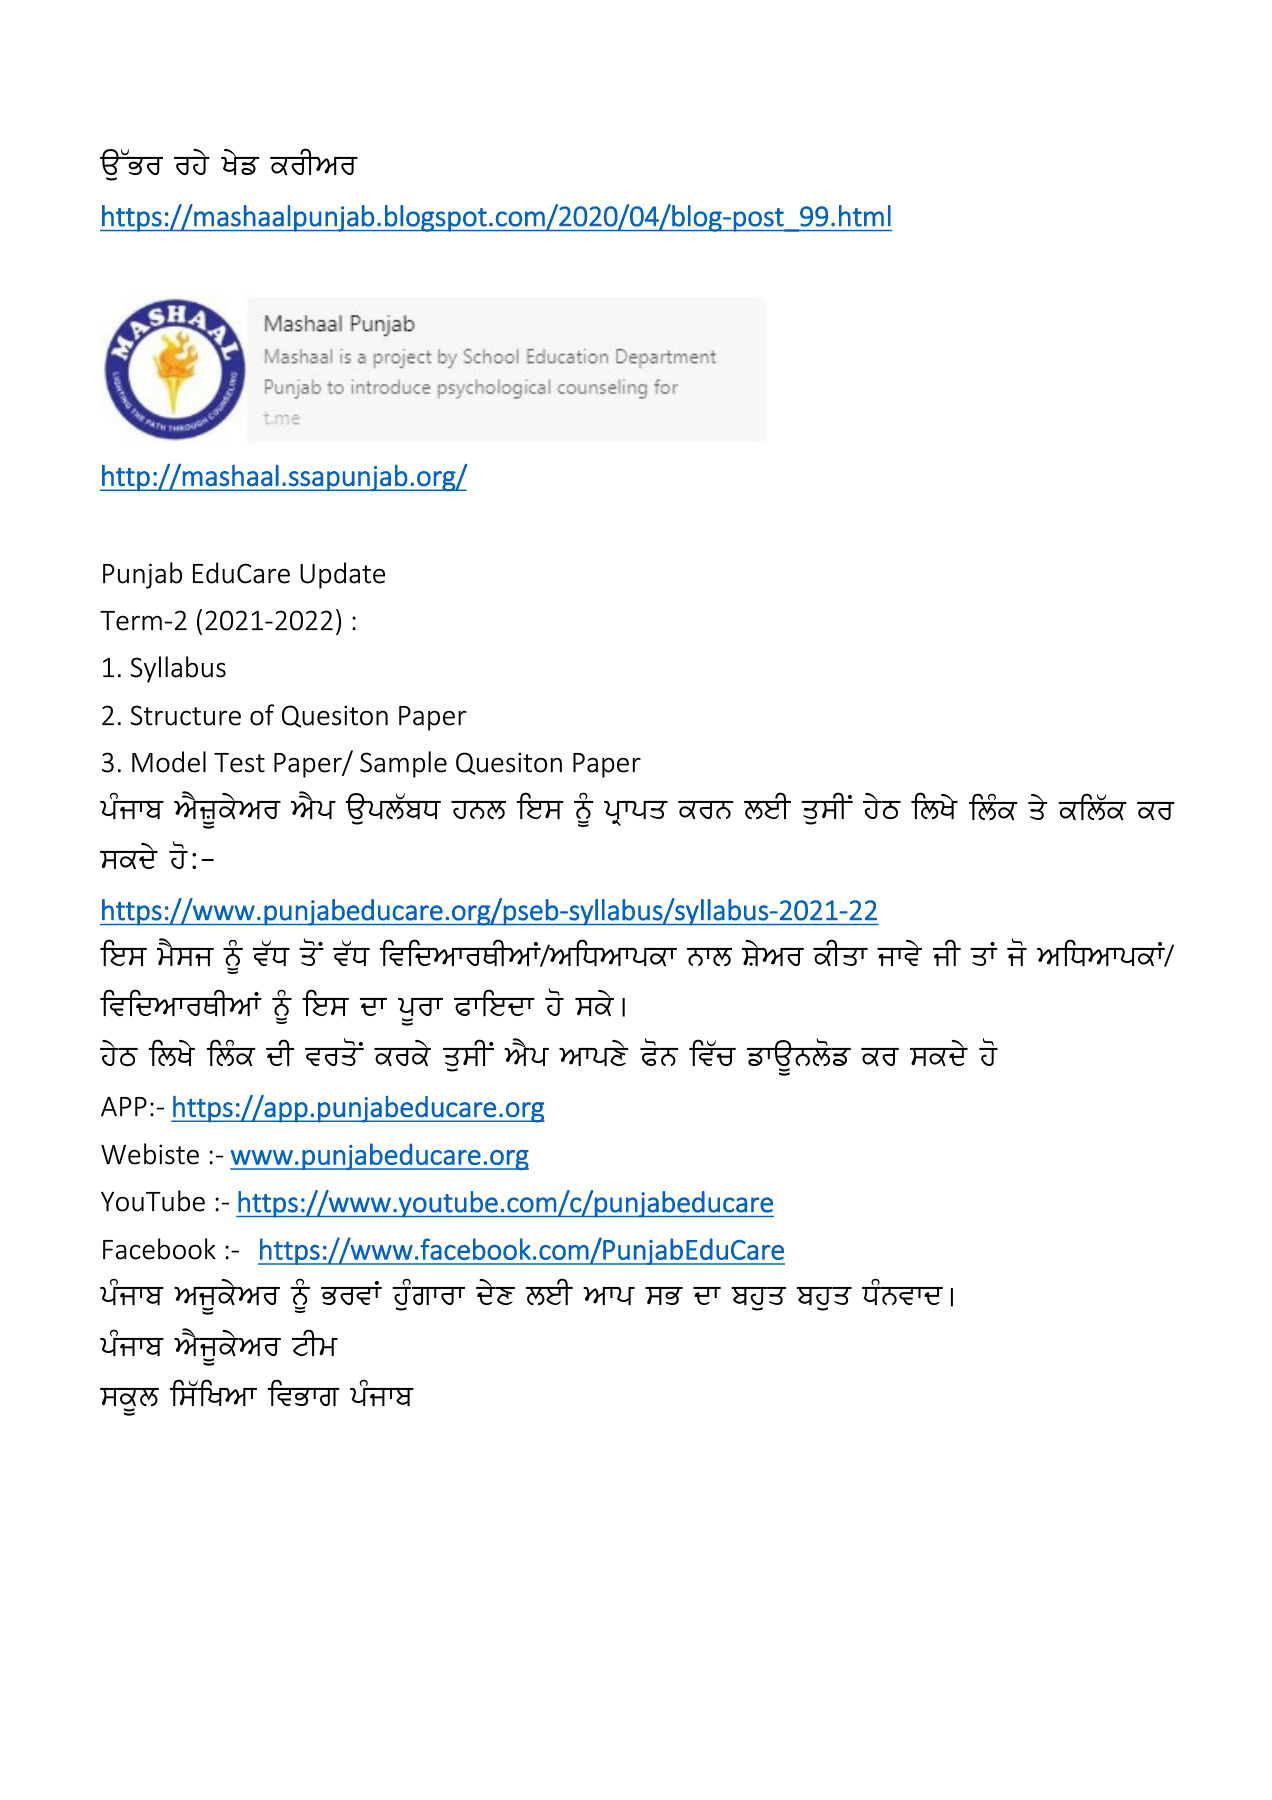 ਉੱਭਰ ਰਹੇ ਖੇਡ ਕਰੀਅਰ
https://mashaalpunjab.blogspot.com/2020/04/blog-post_99.html
MASHAAL
LIGHTING THE PATH THROUGH COUNSELING
Mashaal Punjab
Mashaal is a project by School Education Department
Punjab to introduce psychological counseling for
t.me
http://mashaal.ssapunjab.org/
Punjab EduCare Update
Term-2 (2021-2022) :
1. Syllabus
2. Structure of Quesiton Paper
3. Model Test Paper/ Sample Quesiton Paper
ਪੰਜਾਬ ਐਜ਼ੂਕੇਅਰ ਐਪ ਉਪਲੱਬਧ ਹਨਲ ਇਸ ਨੂੰ ਪ੍ਰਾਪਤ ਕਰਨ ਲਈ ਤੁਸੀਂ ਹੇਠ ਲਿਖੇ ਲਿੰਕ ਤੇ ਕਲਿੱਕ ਕਰ
ਸਕਦੇ ਹੋ:–
https://www.punjabeducare.org/pseb-syllabus/syllabus-2021-22
ਇਸ ਮੈਸਜ ਨੂੰ ਵੱਧ ਤੋਂ ਵੱਧ ਵਿਦਿਆਰਥੀਆਂ/ਅਧਿਆਪਕਾ ਨਾਲ ਸ਼ੇਅਰ ਕੀਤਾ ਜਾਵੇ ਜੀ ਤਾਂ ਜੋ ਅਧਿਆਪਕਾਂ/
ਵਿਦਿਆਰਥੀਆਂ ਨੂੰ ਇਸ ਦਾ ਪੂਰਾ ਫਾਇਦਾ ਹੋ ਸਕੇ।
ਹੇਠ ਲਿਖੇ ਲਿੰਕ ਦੀ ਵਰਤੋਂ ਕਰਕੇ ਤੁਸੀਂ ਐਪ ਆਪਣੇ ਫੋਨ ਵਿੱਚ ਡਾਊਨਲੋਡ ਕਰ ਸਕਦੇ ਹੋ
APP:- https://app.punjabeducare.org
Webiste :- www.punjabeducare.org
YouTube :- https://www.youtube.com/c/punjabeducare
Facebook :- https://www.facebook.com/PunjabEduCare
ਪੰਜਾਬ ਅਜੂਕੇਅਰ ਨੂੰ ਭਰਵਾਂ ਹੁੰਗਾਰਾ ਦੇਣ ਲਈ ਆਪ ਸਭ ਦਾ ਬਹੁਤ ਬਹੁਤ ਧੰਨਵਾਦ।
ਪੰਜਾਬ ਐਜੂਕੇਅਰ ਟੀਮ
ਸਕੂਲ ਸਿੱਖਿਆ ਵਿਭਾਗ ਪੰਜਾਬ